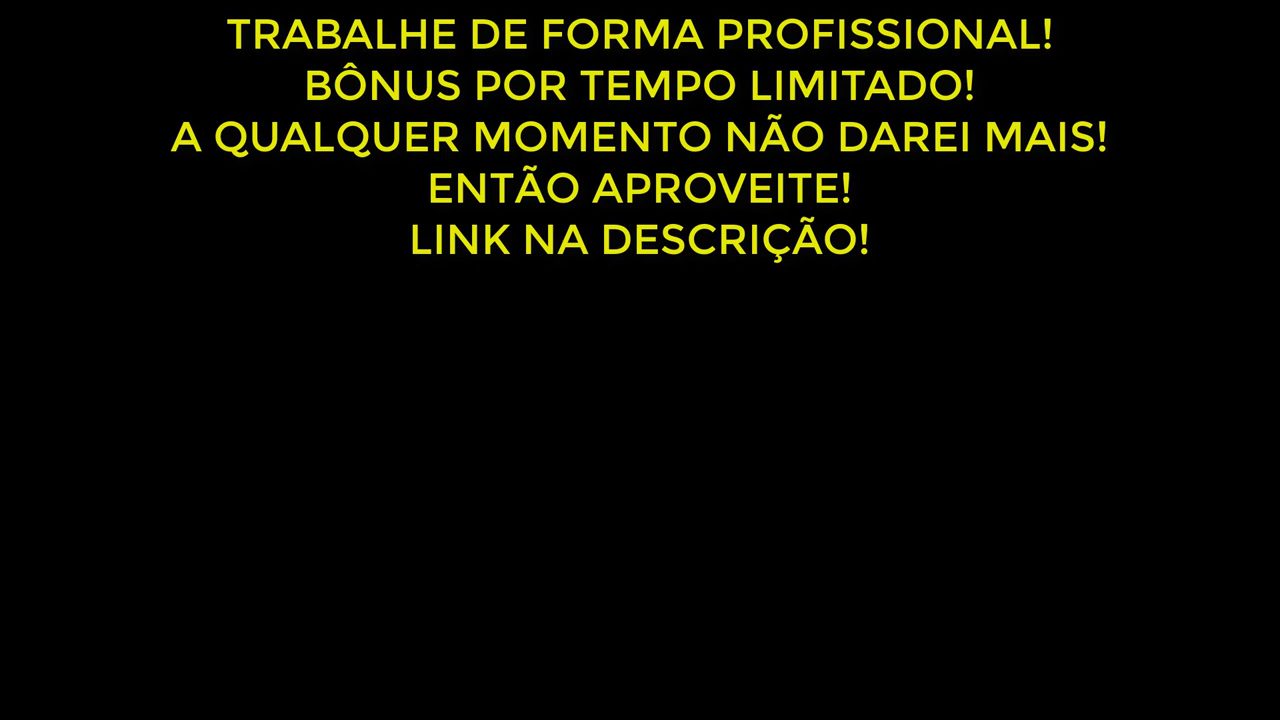 TRABALHE DE FORMA PROFISSIONAL!
BÔNUS POR TEMPO LIMITADO!
A QUALQUER MOMENTO NÃO DAREI MAIS!
ENTÃO APROVEITE!
LINK NA DESCRIÇÃO!